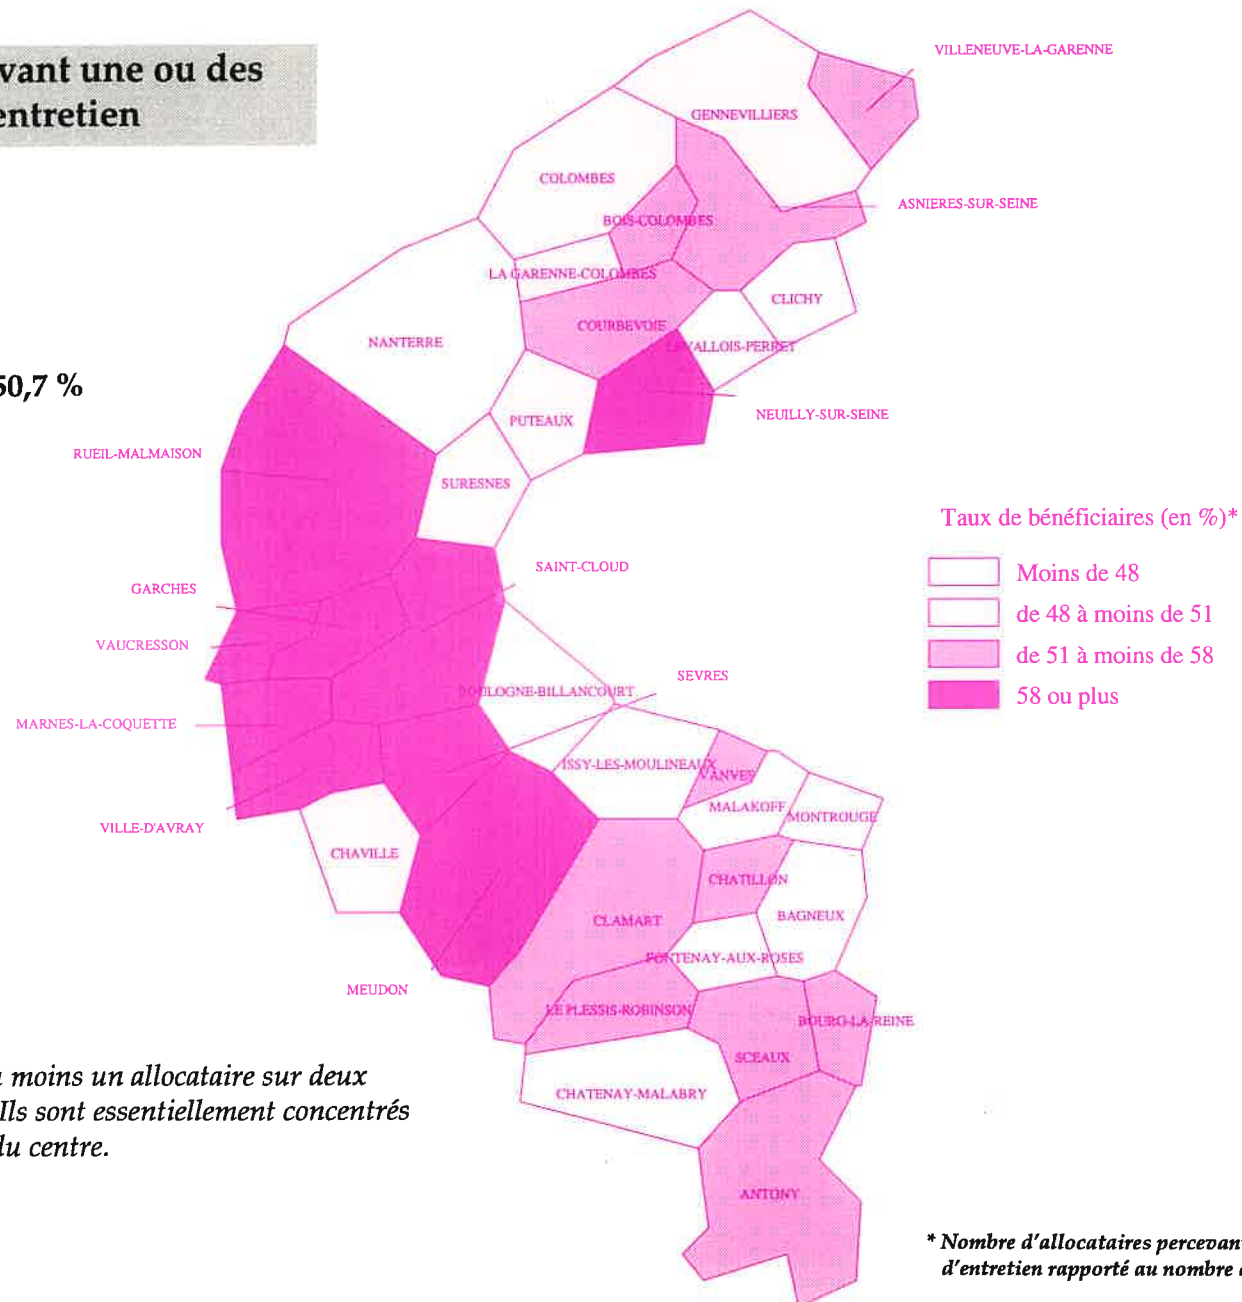 vant une ou des
entretien
50,7 %
VILLENEUVE-LA-GARENNE
GENNEVILLIERS
COLOMBES
ASNIERES-SUR-SEINE
BOIS-COLOMBES
LA GARENNE-COLOMBES
CLICHY
COURBEVOIE
NANTERRE
LEVALLOIS-PERRET
NEUILLY-SUR-SEINE
PUTEAUX
RUEIL-MALMAISON
SURESNES
Taux de bénéficiaires (en %)*
Moins de 48
de 48 à moins de 51
de 51 à moins de 58
58 ou plus
SAINT-CLOUD
GARCHES
VAUCRESSON
SEVRES
BOULOGNE-BILLANCOURT
MARNES-LA-COQUETTE
ISSY-LES-MOULINEAUX
VANVES
MALAKOFF
MONTROUGE
VILLE-D'AVRAY
CHAVILLE
CHATILLON
BAGNEUX
CLAMART
FONTENAY-AUX-ROSES
MEUDON
LE PLESSIS-ROBINSON
BOURG-LA-REINE
SCEAUX
CHATENAY-MALABRY
ANTONY
moins un allocataire sur deux
Ils sont essentiellement concentrés
du centre.
* Nombre d'allocataires percevan
d'entretien rapporté au nombre